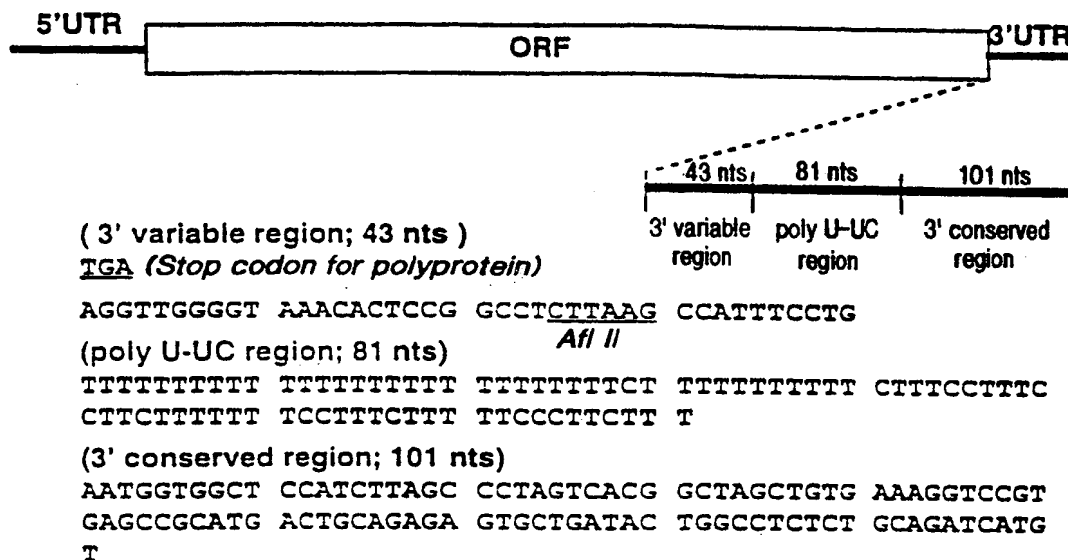 5'UTR ORF 3'UTR
43 nts 81 nts 101 nts
3' variable region poly U-UC region 3' conserved region
( 3' variable region; 43 nts )
TGA (Stop codon for polyprotein)
AGGTTGGGGT AAACACTCCG GCCTCTTAAG CCATTTCCTG
Afl II
(poly U-UC region; 81 nts)
TTTTTTTTTT TTTTTTTTTT TTTTTTTTCT TTTTTTTTTT CTTTCCTTTC
CTTCTTTTTT TCCTTTCTTT TTCCCTTCTT T
(3' conserved region; 101 nts)
AATGGTGGCT CCATCTTAGC CCTAGTCACG GCTAGCTGTG AAAGGTCCGT
GAGCCGCATG ACTGCAGAGA GTGCTGATAC TGGCCTCTCT GCAGATCATG
T